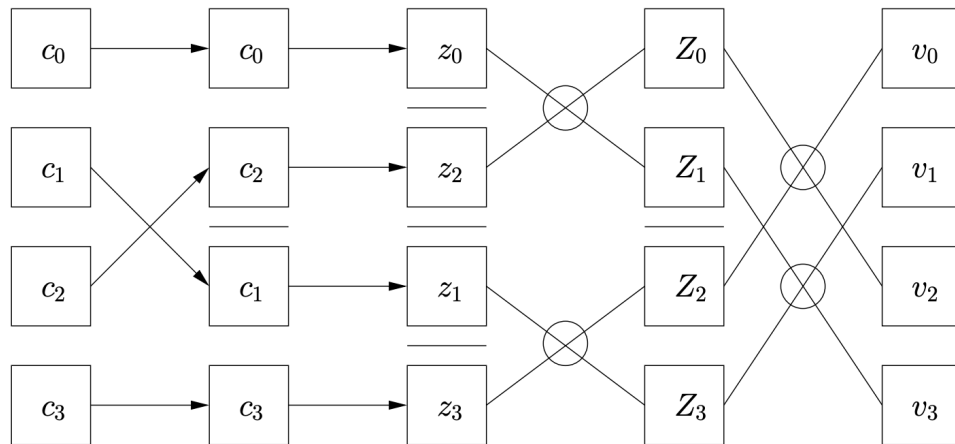 c₀ c₀ z₀ Z₀ v₀
c₁ c₂ z₂ Z₁ v₁
c₂ c₁ z₁ Z₂ v₂
c₃ c₃ z₃ Z₃ v₃